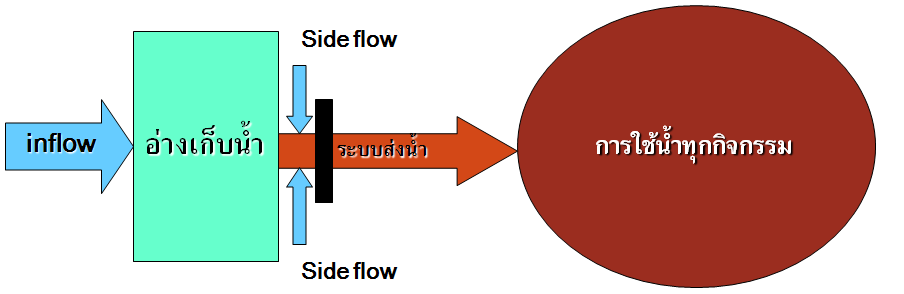 Side flow
inflow
อ่างเก็บน้ำ
ระบบส่งน้ำ
การใช้น้ำทุกกิจกรรม
Side flow